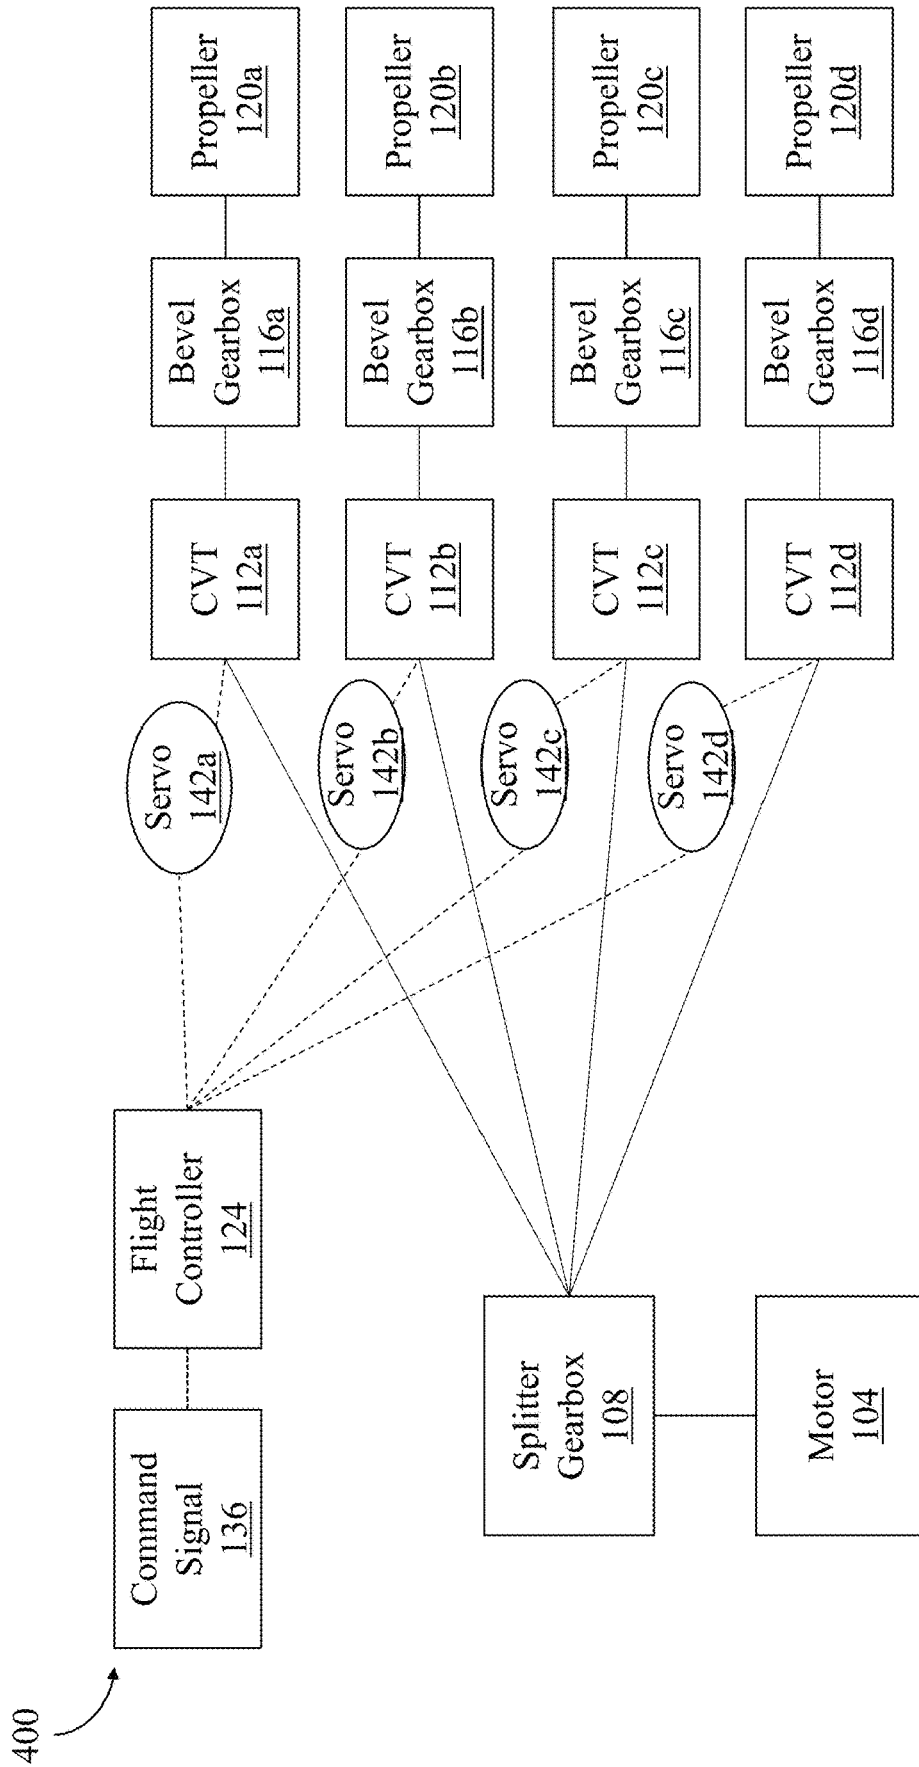 400
Command
Signal
136
Flight
Controller
124
Splitter
Gearbox
108
Motor
104
Servo
142a
Servo
142b
Servo
142c
Servo
142d
CVT
112a
CVT
112b
CVT
112c
CVT
112d
Bevel
Gearbox
116a
Bevel
Gearbox
116b
Bevel
Gearbox
116c
Bevel
Gearbox
116d
Propeller
120a
Propeller
120b
Propeller
120c
Propeller
120d